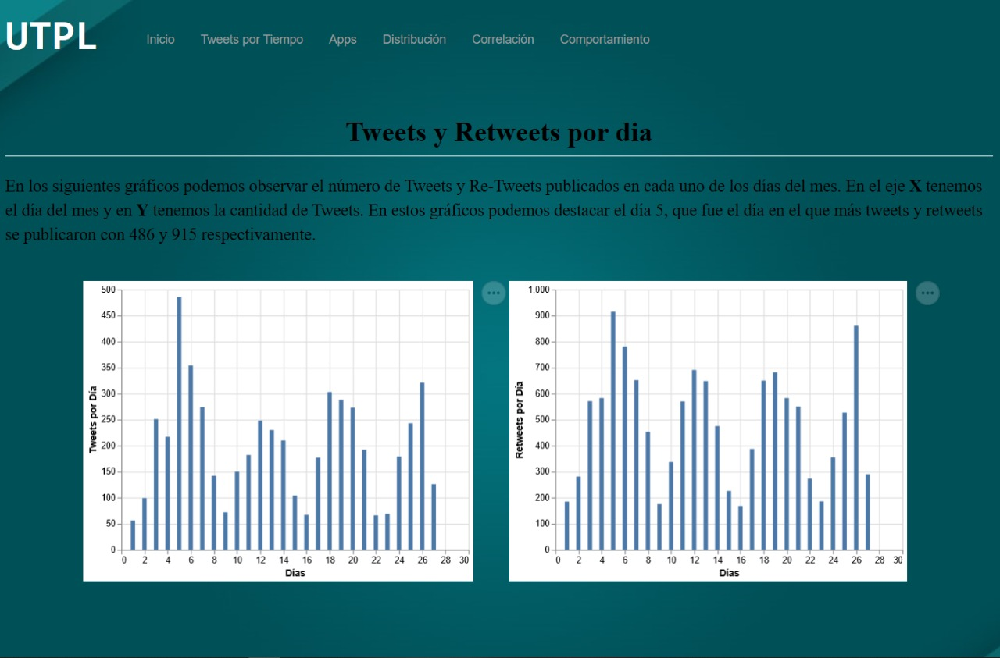 UTPL
Inicio Tweets por Tiempo Apps Distribución Correlación Comportamiento
Tweets y Retweets por dia
En los siguientes gráficos podemos observar el número de Tweets y Re-Tweets publicados en cada uno de los días del mes. En el eje X tenemos
el día del mes y en Y tenemos la cantidad de Tweets. En estos gráficos podemos destacar el día 5, que fue el día en el que más tweets y retweets
se publicaron con 486 y 915 respectivamente.
500
450
400
350
300
250
200
150
100
50
0
Tweets por Día
0 2 4 6 8 10 12 14 16 18 20 22 24 26 28 30
Días
1,000
900
800
700
600
500
400
300
200
100
0
Retweets por Día
0 2 4 6 8 10 12 14 16 18 20 22 24 26 28 30
Días